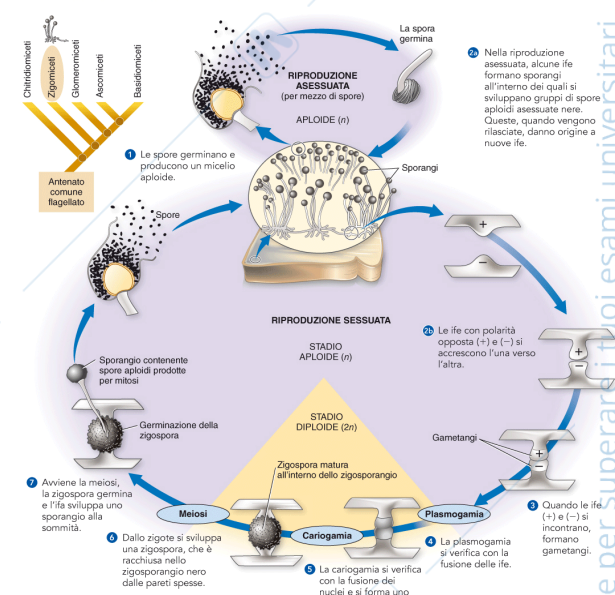 Chitridiomiceti
Zigomiceti
Glomeromiceti
Ascomiceti
Basidiomiceti
Antenato
comune
flagellato
La spora
germina
RIPRODUZIONE
ASESSUATA
(per mezzo di spore)
APLOIDE (n)
2a Nella riproduzione
asessuata, alcune ife
formano sporangi
all'interno dei quali si
sviluppano gruppi di spore
aploidi asessuate nere.
Queste, quando vengono
rilasciate, danno origine a
nuove ife.
1 Le spore germinano e
producono un micelio
aploide.
Sporangi
Spore
+
−
RIPRODUZIONE SESSUATA
STADIO
APLOIDE (n)
2b Le ife con polarità
opposta (+) e (−) si
accrescono l'una verso
l'altra.
+
−
Sporangio contenente
spore aploidi prodotte
per mitosi
STADIO
DIPLOIDE (2n)
Germinazione della
zigospora
Gametangi
+
−
Zigospora matura
all'interno dello zigosporangio
7 Avviene la meiosi,
la zigospora germina
e l'ifa sviluppa uno
sporangio alla
sommità.
Meiosi
Cariogamia
Plasmogamia
3 Quando le ife
(+) e (−) si
incontrano,
formano
gametangi.
6 Dallo zigote si sviluppa
una zigospora, che è
racchiusa nello
zigosporangio nero
dalle pareti spesse.
4 La plasmogamia
si verifica con la
fusione delle ife.
5 La cariogamia si verifica
con la fusione dei
nuclei e si forma uno
e per superare i tuoi esami universitari